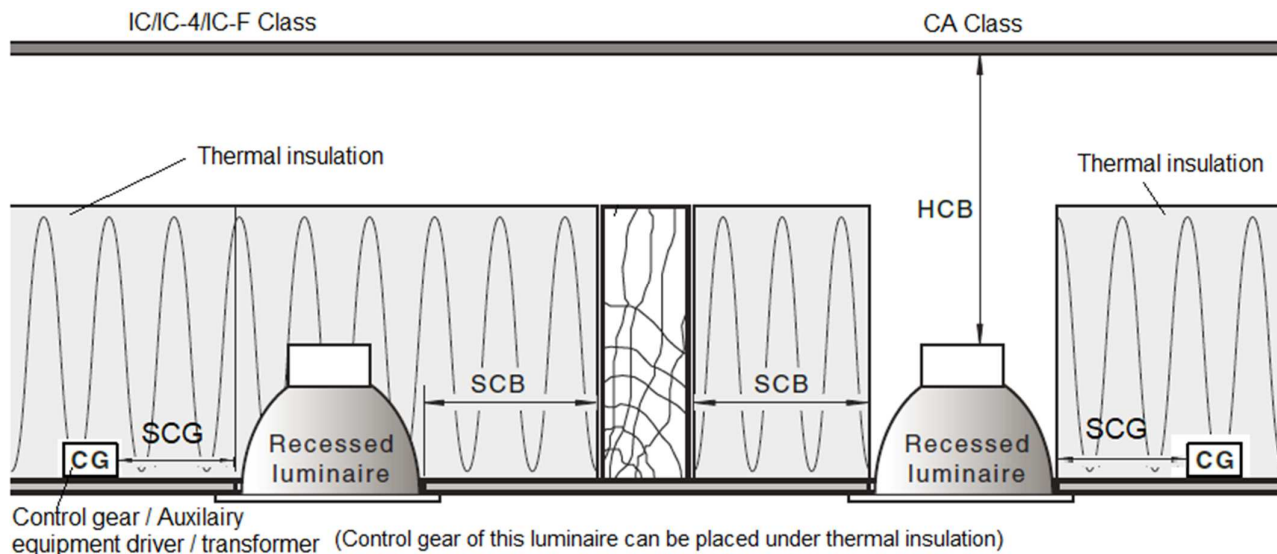 IC/IC-4/IC-F Class
CA Class
Thermal insulation
Thermal insulation
HCB
SCB
SCB
SCG
SCG
CG
CG
Recessed
luminaire
Recessed
luminaire
Control gear / Auxilairy
equipment driver / transformer
(Control gear of this luminaire can be placed under thermal insulation)